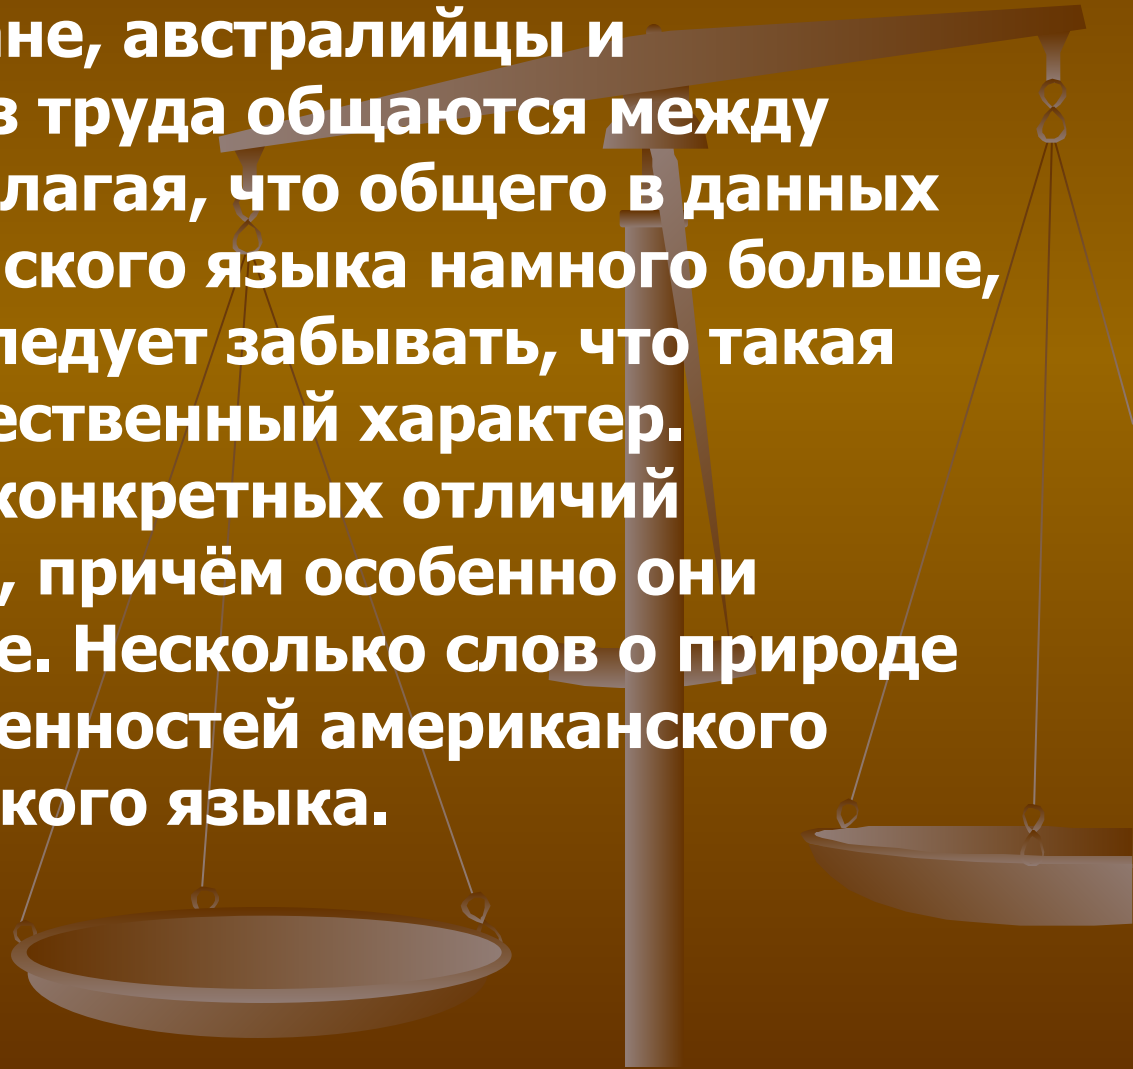 ане, австралийцы и
в труда общаются между
лагая, что общего в данных
ского языка намного больше,
ледует забывать, что такая
ественный характер.
конкретных отличий
, причём особенно они
е. Несколько слов о природе
енностей американского
кого языка.